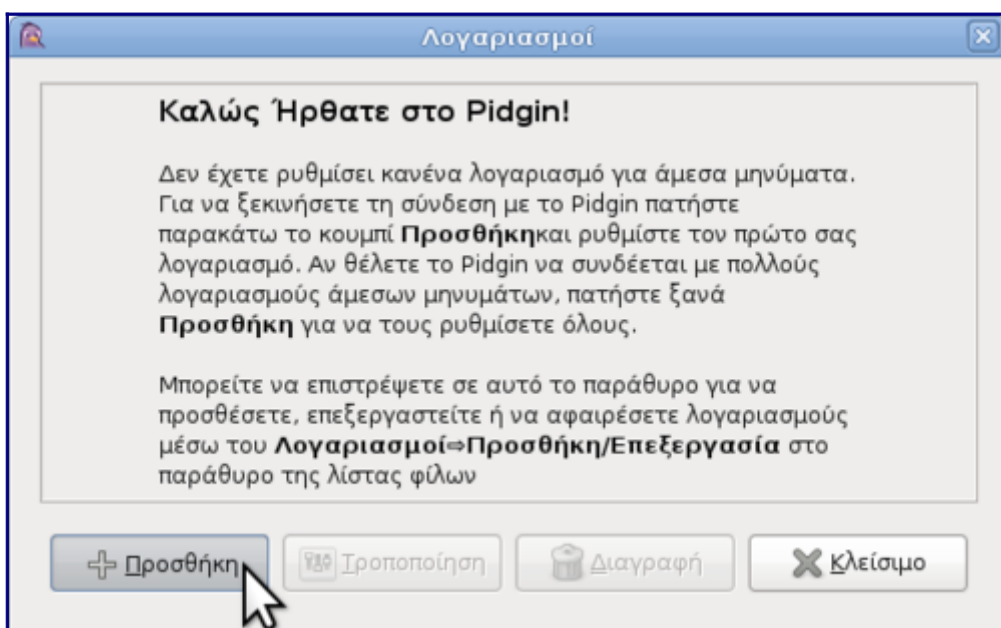 Λογαριασμοί
Καλώς Ήρθατε στο Pidgin!
Δεν έχετε ρυθμίσει κανένα λογαριασμό για άμεσα μηνύματα.
Για να ξεκινήσετε τη σύνδεση με το Pidgin πατήστε
παρακάτω το κουμπί Προσθήκηκαι ρυθμίστε τον πρώτο σας
λογαριασμό. Αν θέλετε το Pidgin να συνδέεται με πολλούς
λογαριασμούς άμεσων μηνυμάτων, πατήστε ξανά
Προσθήκη για να τους ρυθμίσετε όλους.
Μπορείτε να επιστρέψετε σε αυτό το παράθυρο για να
προσθέσετε, επεξεργαστείτε ή να αφαιρέσετε λογαριασμούς
μέσω του Λογαριασμοί⇨Προσθήκη/Επεξεργασία στο
παράθυρο της λίστας φίλων
Προσθήκη Τροποποίηση Διαγραφή Κλείσιμο